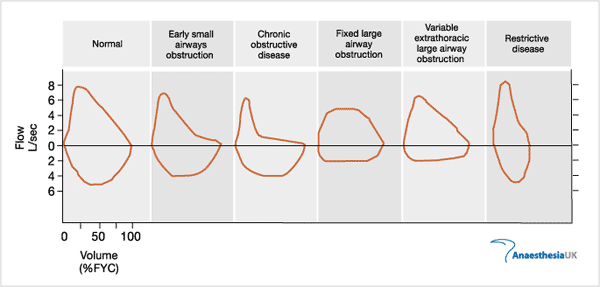 Normal
Early small
airways
obstruction
Chronic
obstructive
disease
Fixed large
airway
obstruction
Variable
extrathoracic
large airway
obstruction
Restrictive
disease
Flow
L/sec
8
6
4
2
0
2
4
6
0 50 100
Volume
(%FYC)
AnaesthesiaUK